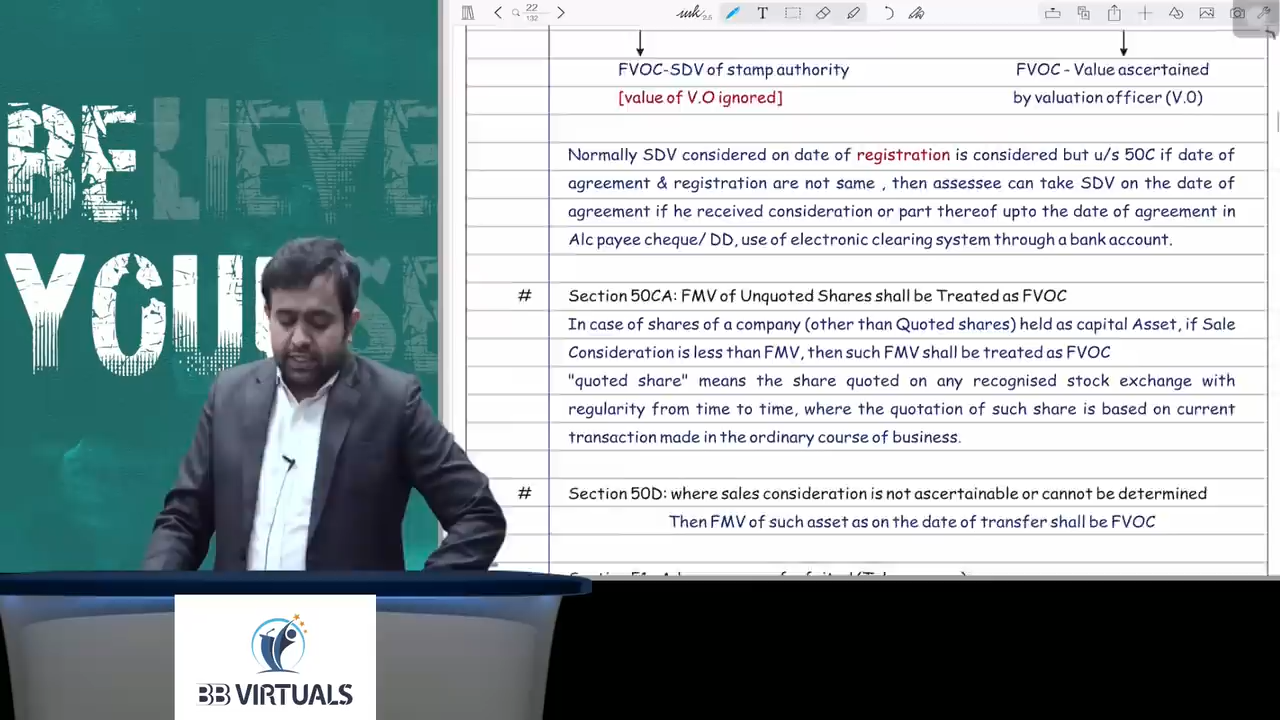 22
132
2.5
T
BELIEVE
YOURSE
FVOC-SDV of stamp authority
[value of V.O ignored]
FVOC - Value ascertained
by valuation officer (V.0)
Normally SDV considered on date of registration is considered but u/s 50C if date of
agreement & registration are not same , then assessee can take SDV on the date of
agreement if he received consideration or part thereof upto the date of agreement in
Alc payee cheque/ DD, use of electronic clearing system through a bank account.
# Section 50CA: FMV of Unquoted Shares shall be Treated as FVOC
In case of shares of a company (other than Quoted shares) held as capital Asset, if Sale
Consideration is less than FMV, then such FMV shall be treated as FVOC
"quoted share" means the share quoted on any recognised stock exchange with
regularity from time to time, where the quotation of such share is based on current
transaction made in the ordinary course of business.
# Section 50D: where sales consideration is not ascertainable or cannot be determined
Then FMV of such asset as on the date of transfer shall be FVOC
BB VIRTUALS